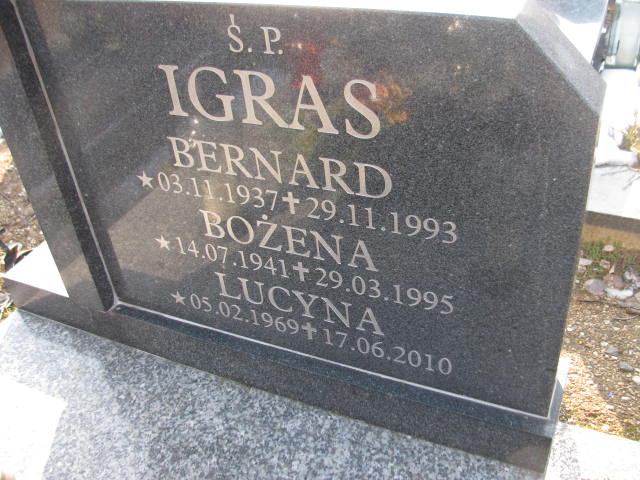 Ś. P.
IGRAS
BERNARD
★03.11.1937✝29.11.1993
BOŻENA
★14.07.1941✝29.03.1995
LUCYNA
★05.02.1969✝17.06.2010